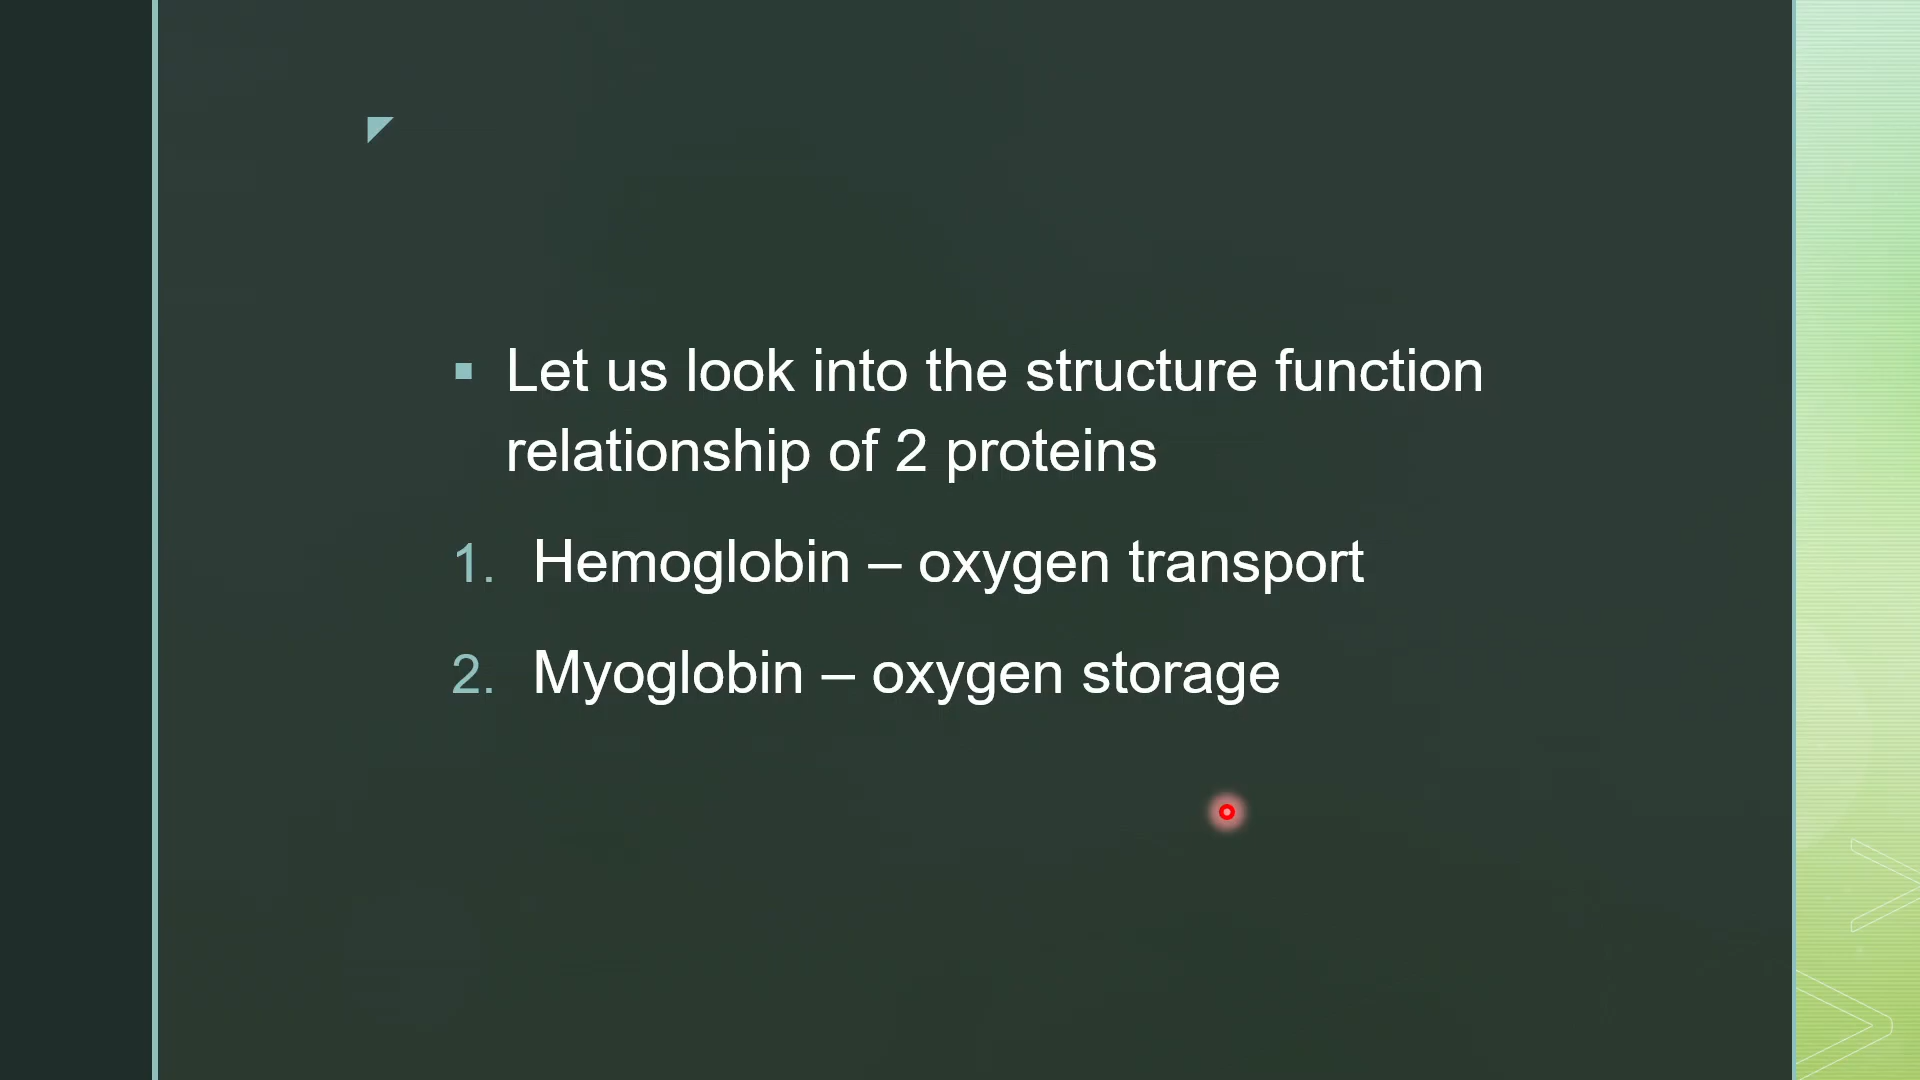 ▪ Let us look into the structure function
relationship of 2 proteins
1. Hemoglobin – oxygen transport
2. Myoglobin – oxygen storage